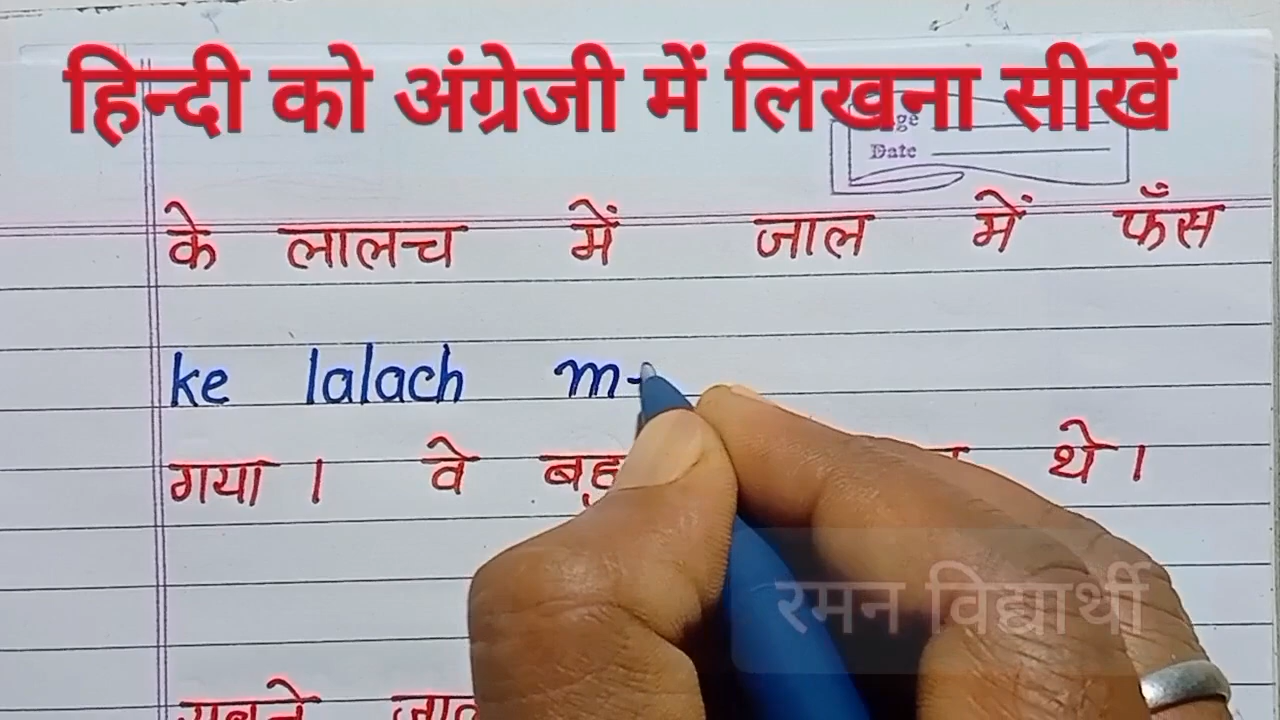 हिन्दी को अंग्रेजी में लिखना सीखें
Date
के लालच में जाल में फँस
ke lalach m
गया । वे थे ।
रमन विद्यार्थी